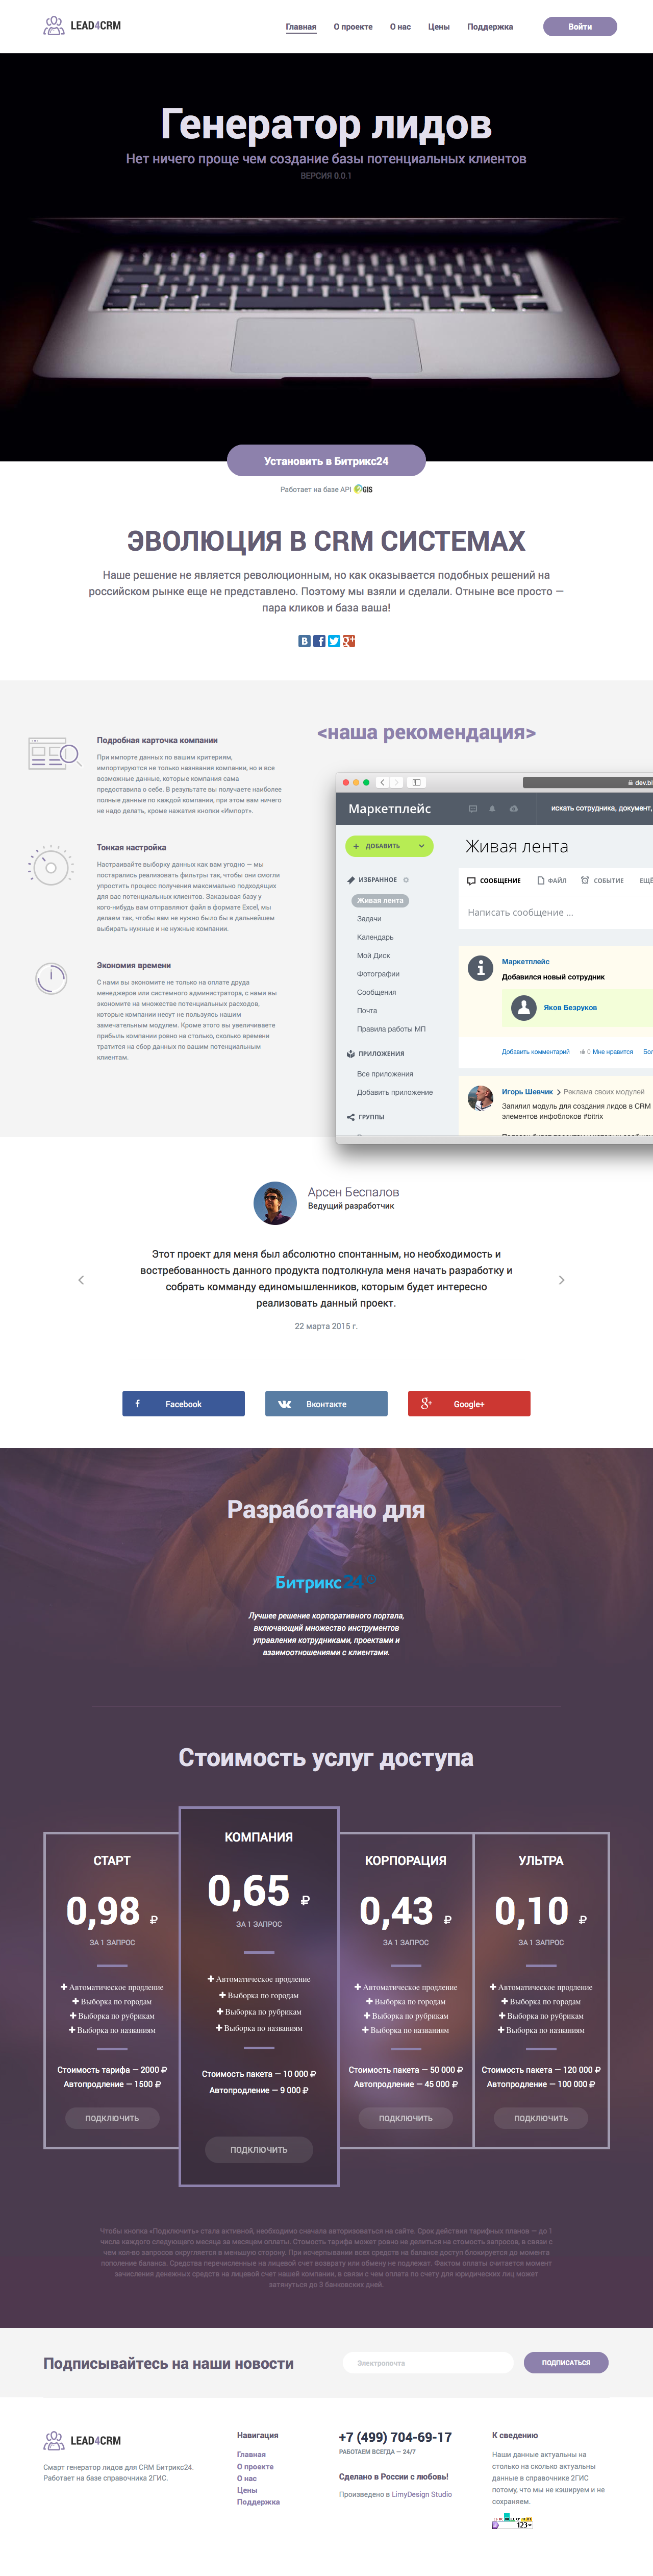 LEAD4CRM
Главная О проекте О нас Цены Поддержка Войти
Генератор лидов
Нет ничего проще чем создание базы потенциальных клиентов
ВЕРСИЯ 0.0.1
Установить в Битрикс24
Работает на базе API 2GIS
ЭВОЛЮЦИЯ В CRM СИСТЕМАХ
Наше решение не является революционным, но как оказывается подобных решений на
российском рынке еще не представлено. Поэтому мы взяли и сделали. Отныне все просто —
пара кликов и база ваша!
<наша рекомендация>
Подробная карточка компании
При импорте данных по вашим критериям,
импортируются не только назнвания компании, но и все
возможные данные, которые компания сама
предоставила о себе. В результате вы получаете наиболее
полные данные по каждой компании, при этом вам ничего
не надо делать, кроме нажатия кнопки «Импорт».
Тонкая настройка
Настраивайте выборку данных как вам угодно — мы
постарались реализовать фильтры так, чтобы они смогли
упростить процесс получения максимально подходящих
для вас потенциальных клиентов. Заказывая базу у
кого-нибудь вам отправляют файл в формате Excel, мы
делаем так, чтобы вам не нужно было бы в дальнейшем
выбирать нужные и не нужные компании.
Экономия времени
С нами вы экономите не только на оплате друда
менеджеров или системного администратора, с нами вы
экономите на множестве потенциальных расходов,
которые компания несут не пользуясь нашим
замечательным модулем. Кроме этого вы увеличиваете
прибыль компании ровно на столько, сколько времени
тратится на сбор данных по вашим потенциальным
клиентам.
dev.bi
Маркетплейс
искать сотрудника, документ,
ДОБАВИТЬ
ИЗБРАННОЕ
Живая лента
Задачи
Календарь
Мой Диск
Фотографии
Сообщения
Почта
Правила работы МП
ПРИЛОЖЕНИЯ
Все приложения
Добавить приложение
ГРУППЫ
Живая лента
СООБЩЕНИЕ ФАЙЛ СОБЫТИЕ ЕЩЁ
Написать сообщение ...
Маркетплейс
Добавился новый сотрудник
Яков Безруков
Добавить комментарий 0 Мне нравится Бол
Игорь Шевчик > Реклама своих модулей
Запилил модуль для создания лидов в CRM
элементов инфоблоков #bitrix
Арсен Беспалов
Ведущий разработчик
Этот проект для меня был абсолютно спонтанным, но необходимость и
востребованность данного продукта подтолкнула меня начать разработку и
собрать комманду единомышленников, которым будет интересно
реализовать данный проект.
22 марта 2015 г.
Facebook
Вконтакте
Google+
Разработано для
Битрикс24
Лучшее решение корпоративного портала,
включающий множество инструментов
управления котрудниками, проектами и
взаимоотношениями с клиентами.
Стоимость услуг доступа
СТАРТ
0,98 ₽
ЗА 1 ЗАПРОС
Автоматическое продление
Выборка по городам
Выборка по рубрикам
Выборка по названиям
Стоимость тарифа — 2000 ₽
Автопродление — 1500 ₽
ПОДКЛЮЧИТЬ
КОМПАНИЯ
0,65 ₽
ЗА 1 ЗАПРОС
Автоматическое продление
Выборка по городам
Выборка по рубрикам
Выборка по названиям
Стоимость пакета — 10 000 ₽
Автопродление — 9 000 ₽
ПОДКЛЮЧИТЬ
КОРПОРАЦИЯ
0,43 ₽
ЗА 1 ЗАПРОС
Автоматическое продление
Выборка по городам
Выборка по рубрикам
Выборка по названиям
Стоимость пакета — 50 000 ₽
Автопродление — 45 000 ₽
ПОДКЛЮЧИТЬ
УЛЬТРА
0,10 ₽
ЗА 1 ЗАПРОС
Автоматическое продление
Выборка по городам
Выборка по рубрикам
Выборка по названиям
Стоимость пакета — 120 000 ₽
Автопродление — 100 000 ₽
ПОДКЛЮЧИТЬ
Чтобы кнопка «Подключить» стала активной, необходимо сначала авторизоваться на сайте. Срок действия тарифных планов — до 1
числа каждого следующего месяца за месяцем оплаты. Стоимость тарифа может ровно не делиться на стоимость запросов, в связи с
чем кол-во запросов округляется в меньшую сторону. При исчерпывании всех средств на балансе доступ блокируется до момента
пополение баланса. Средства перечисленные на лицевой счет возврату или обмену не подлежат. Фактом оплаты считается момент
зачисления денежных средств на лицевой счет нашей компании, в связи с чем оплата по счету для юридических лиц может
затянуться до 3 банковских дней.
Подписывайтесь на наши новости
Электропочта
ПОДПИСАТЬСЯ
LEAD4CRM
Смарт генератор лидов для CRM Битрикс24.
Работает на базе справочника 2ГИС.
Навигация
Главная
О проекте
О нас
Цены
Поддержка
+7 (499) 704-69-17
РАБОТАЕМ ВСЕГДА — 24/7
Сделано в России с любовью!
Произведено в LimyDesign Studio
К сведению
Наши данные актуальны на
столько на сколько актуальны
данные в справочнике 2ГИС
потому, что мы не кэшируем и не
сохраняем.
123